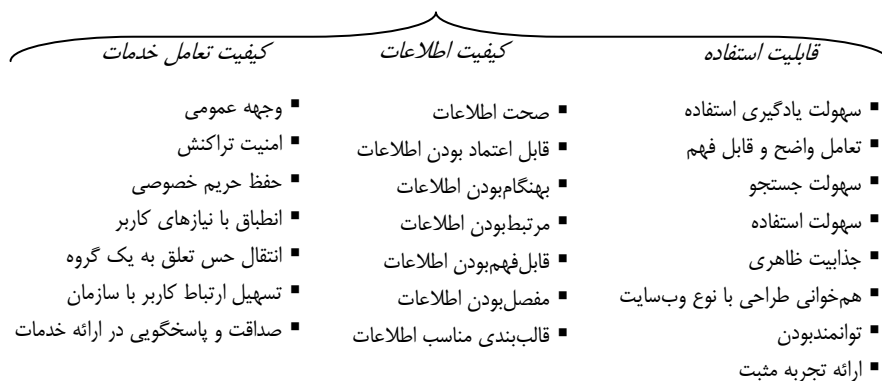 قابلیت استفاده
سهولت یادگیری استفاده
تعامل واضح و قابل فهم
سهولت جستجو
سهولت استفاده
جذابیت ظاهری
هم‌خوانی طراحی با نوع وب‌سایت
توانمندبودن
ارائه تجربه مثبت
کیفیت اطلاعات
صحت اطلاعات
قابل اعتماد بودن اطلاعات
بهنگام‌بودن اطلاعات
مرتبط‌بودن اطلاعات
قابل‌فهم‌بودن اطلاعات
مفصل‌بودن اطلاعات
قالب‌بندی مناسب اطلاعات
کیفیت تعامل خدمات
وجهه عمومی
امنیت تراکنش
حفظ حریم خصوصی
انطباق با نیازهای کاربر
انتقال حس تعلق به یک گروه
تسهیل ارتباط کاربر با سازمان
صداقت و پاسخگویی در ارائه خدمات